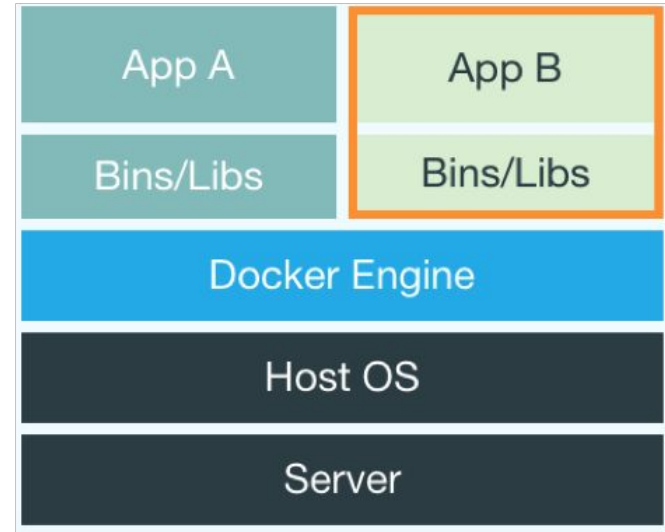 App A
App B
Bins/Libs
Bins/Libs
Docker Engine
Host OS
Server